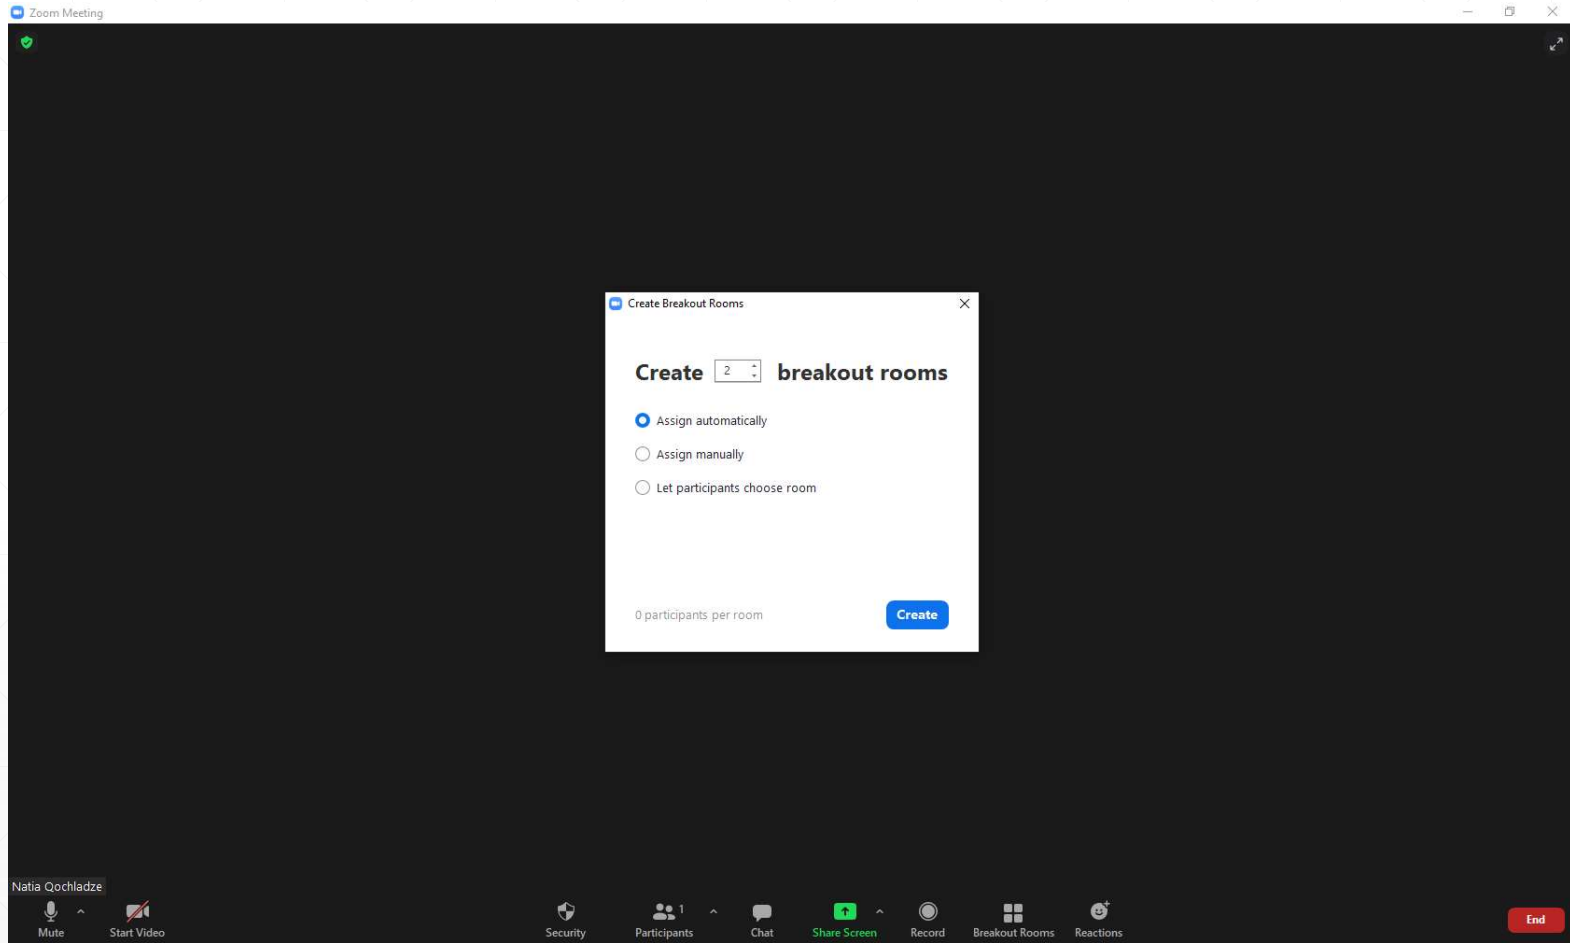 Zoom Meeting
Create Breakout Rooms
Create 2 breakout rooms
Assign automatically
Assign manually
Let participants choose room
0 participants per room
Create
Natia Qochladze
Mute
Start Video
Security
Participants 1
Chat
Share Screen
Record
Breakout Rooms
Reactions
End